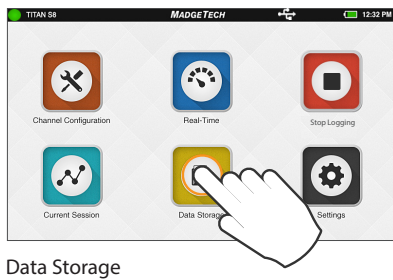 TITAN S8 MADGETECH 12:32 PM
Channel Configuration Real-Time Stop Logging
Current Session Data Storage Settings
Data Storage